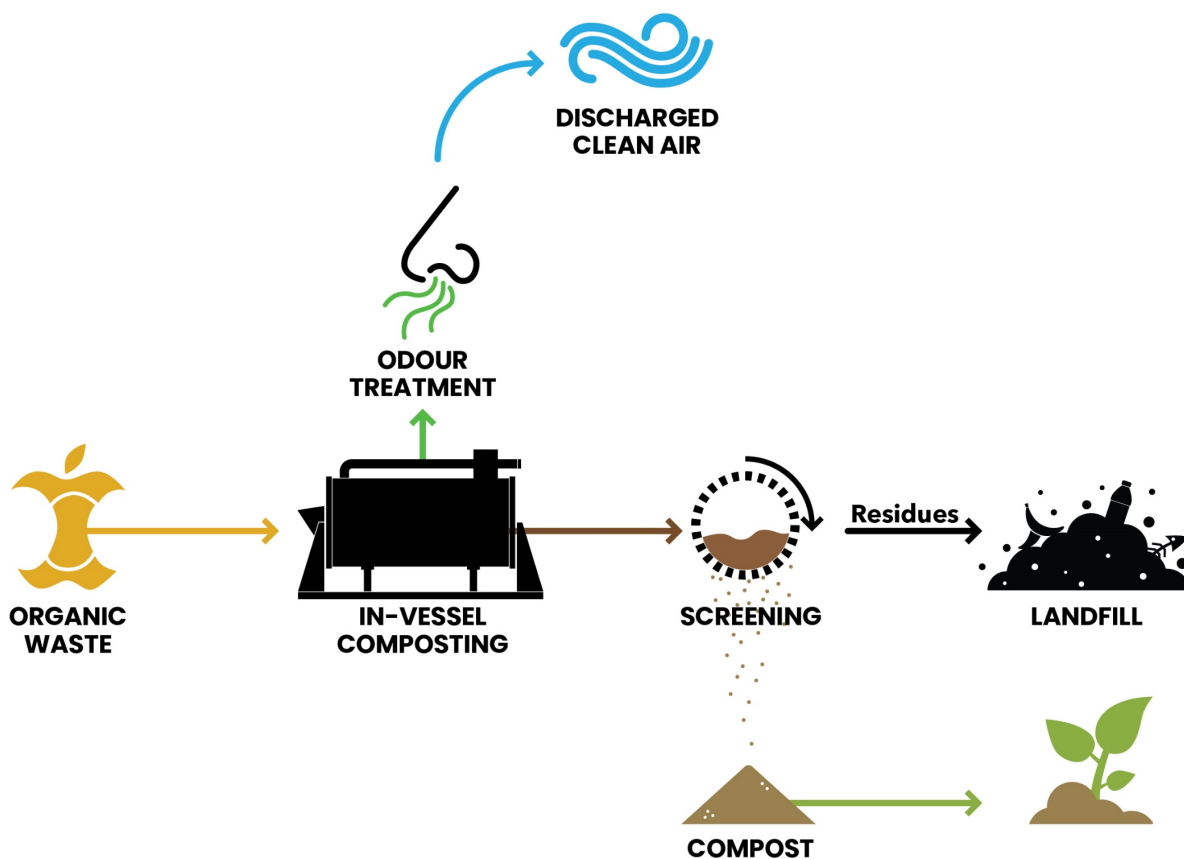 DISCHARGED
CLEAN AIR
ODOUR
TREATMENT
ORGANIC
WASTE
IN-VESSEL
COMPOSTING
SCREENING
Residues
LANDFILL
COMPOST